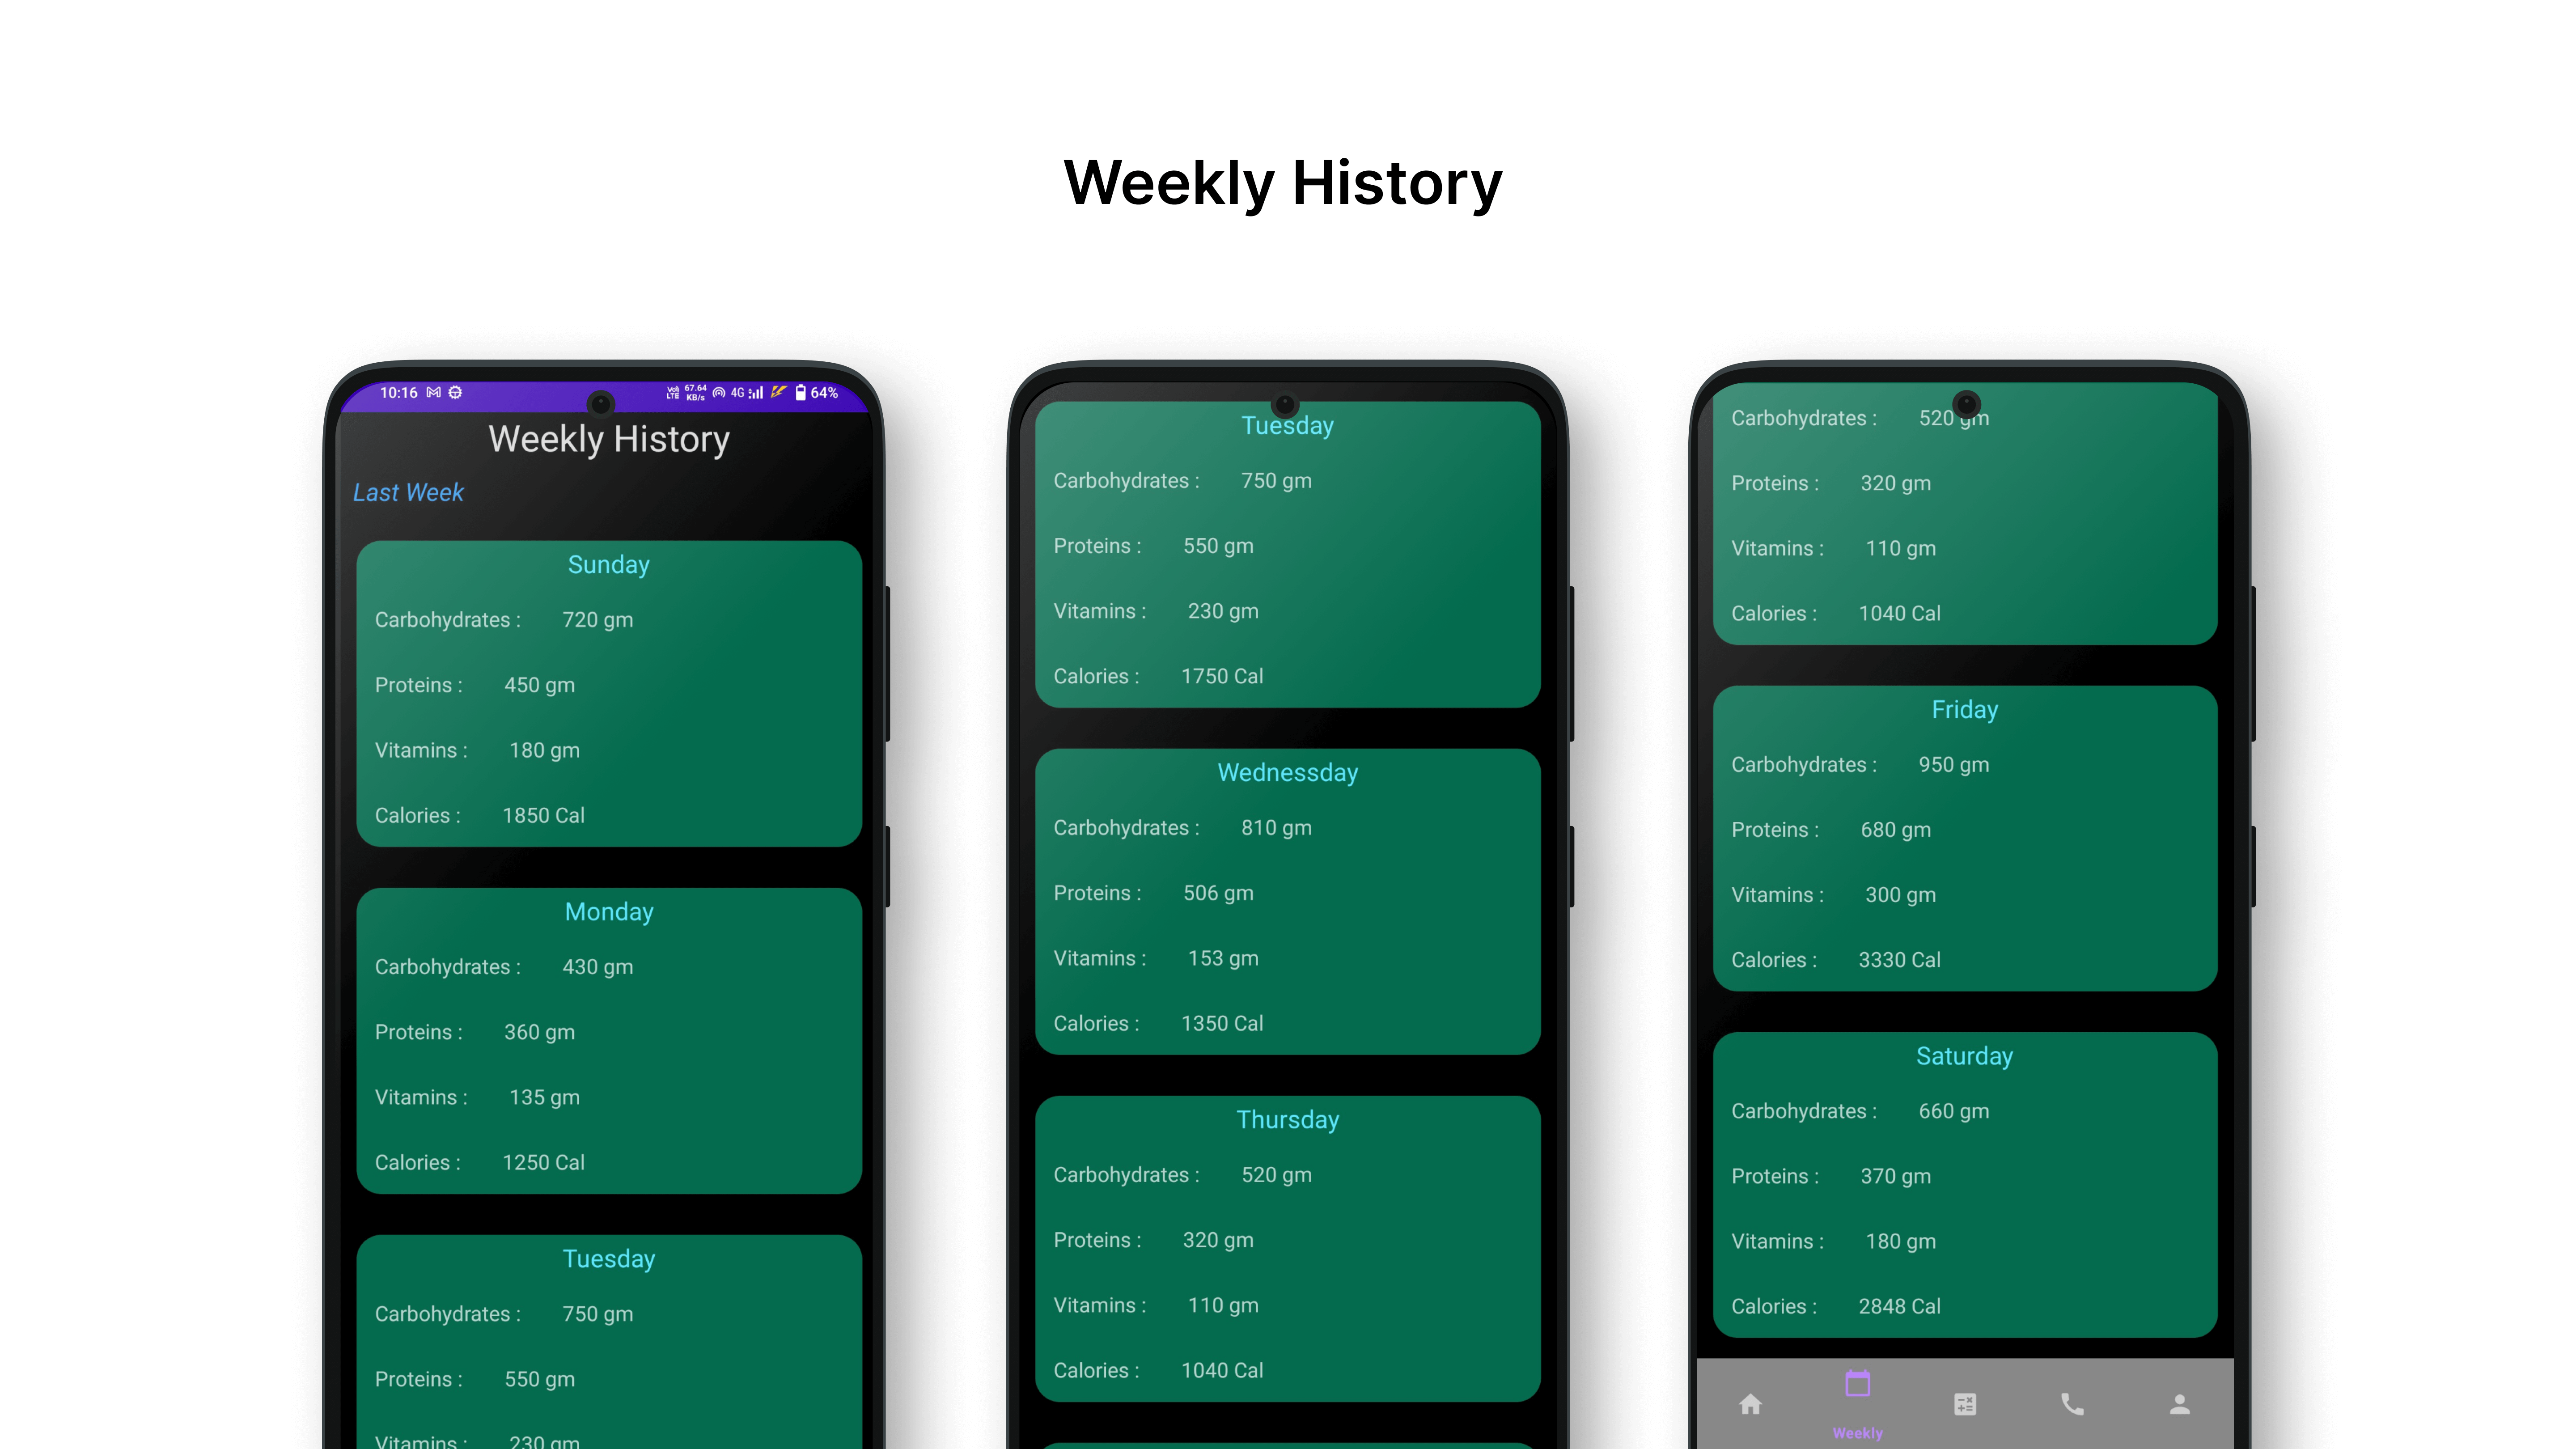 Weekly History
10:16
VoLTE 67.64 KB/s 4G 64%
Weekly History
Last Week
Sunday
Carbohydrates : 720 gm
Proteins : 450 gm
Vitamins : 180 gm
Calories : 1850 Cal
Monday
Carbohydrates : 430 gm
Proteins : 360 gm
Vitamins : 135 gm
Calories : 1250 Cal
Tuesday
Carbohydrates : 750 gm
Proteins : 550 gm
Vitamins : 230 gm
Tuesday
Carbohydrates : 750 gm
Proteins : 550 gm
Vitamins : 230 gm
Calories : 1750 Cal
Wednessday
Carbohydrates : 810 gm
Proteins : 506 gm
Vitamins : 153 gm
Calories : 1350 Cal
Thursday
Carbohydrates : 520 gm
Proteins : 320 gm
Vitamins : 110 gm
Calories : 1040 Cal
Carbohydrates : 520 gm
Proteins : 320 gm
Vitamins : 110 gm
Calories : 1040 Cal
Friday
Carbohydrates : 950 gm
Proteins : 680 gm
Vitamins : 300 gm
Calories : 3330 Cal
Saturday
Carbohydrates : 660 gm
Proteins : 370 gm
Vitamins : 180 gm
Calories : 2848 Cal
Weekly